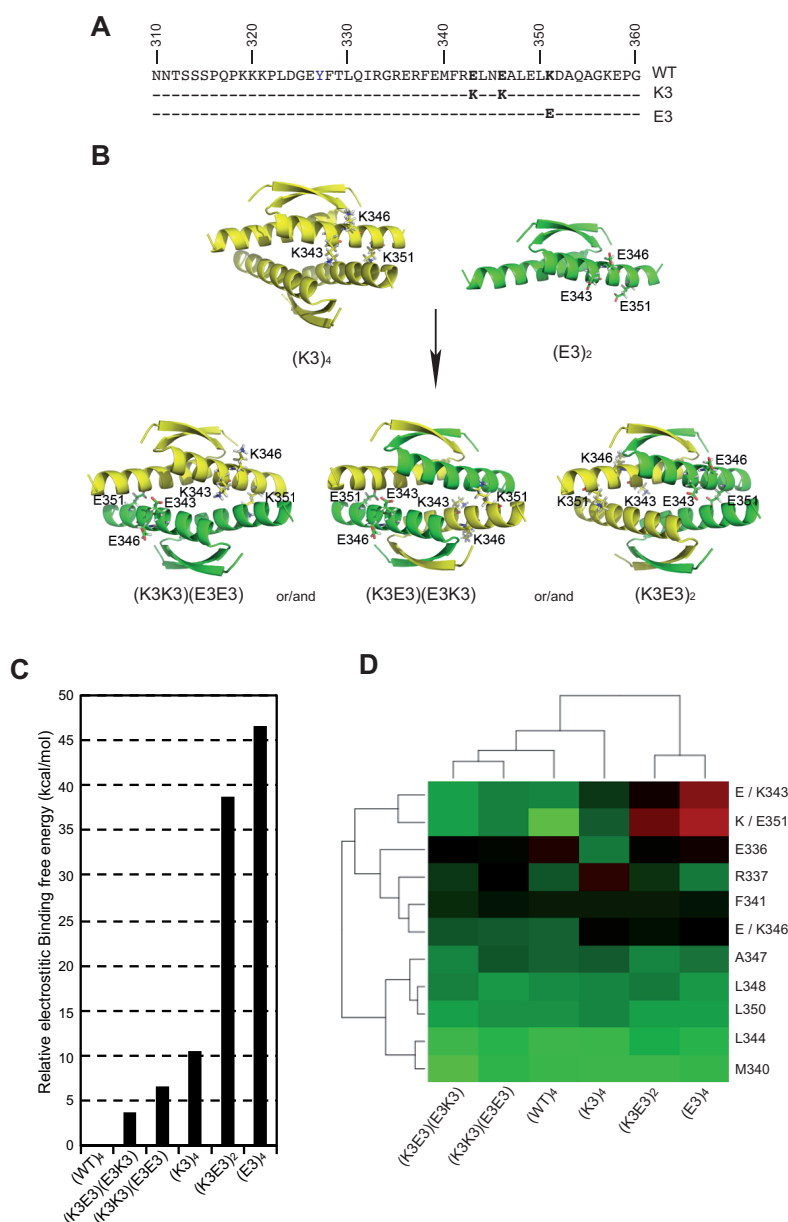 A
310 320 330 340 350 360
NNTSSSPQPKKKPLDGEYFTLQIRGRERFEMFRELNEALELKDAQAGKEPG WT
---------------------------------K--K--------------- K3
-----------------------------------------E--------- E3
B
K346
K343 K351
E346
E343 E351
(K3)4
(E3)2
K346
E351 E343 K343 K351
E346
E351 E343 K343 K351
E346 K346
K346 E346
K351 K343 E343 E351
(K3K3)(E3E3) or/and (K3E3)(E3K3) or/and (K3E3)2
C
Relative electrostitic Binding free energy (kcal/mol)
50
45
40
35
30
25
20
15
10
5
0
(WT)4
(K3E3)(E3K3)
(K3K3)(E3E3)
(K3)4
(K3E3)2
(E3)4
D
E / K343
K / E351
E336
R337
F341
E / K346
A347
L348
L350
L344
M340
(K3E3)(E3K3)
(K3K3)(E3E3)
(WT)4
(K3)4
(K3E3)2
(E3)4